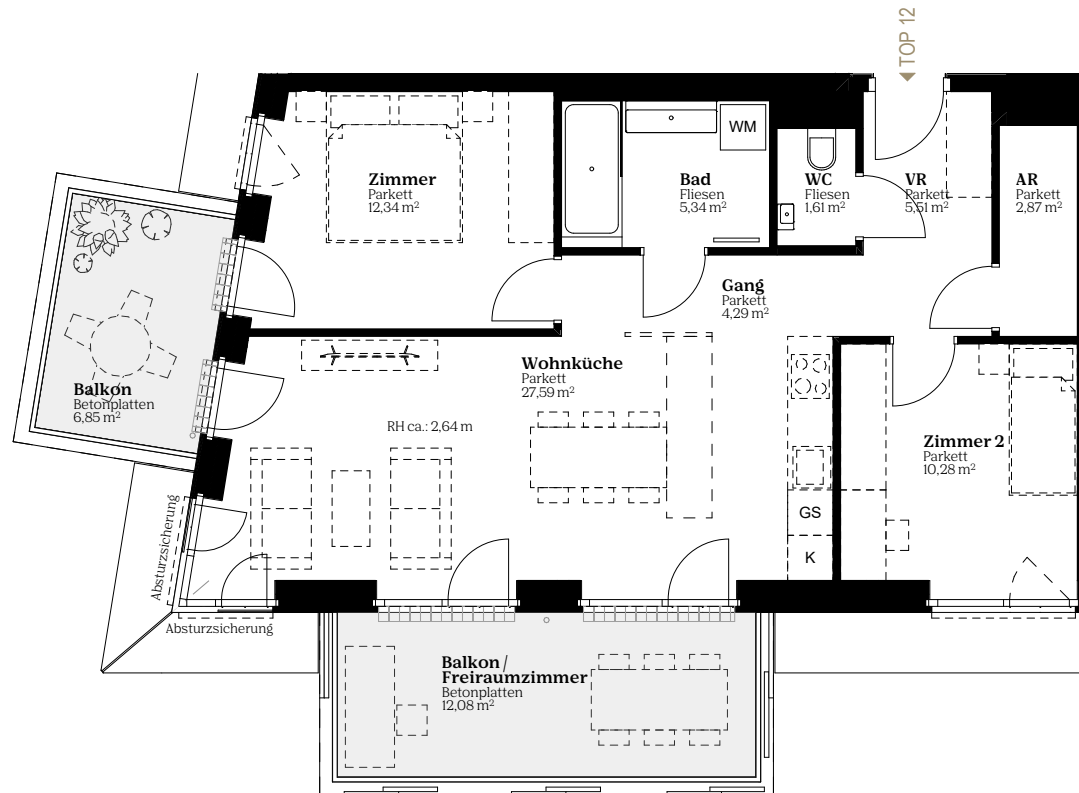 TOP 12
Zimmer
Parkett
12,34 m²
Bad
Fliesen
5,34 m²
WM
WC
Fliesen
1,61 m²
VR
Parkett
5,51 m²
AR
Parkett
2,87 m²
Gang
Parkett
4,29 m²
Balkon
Betonplatten
6,85 m²
Wohnküche
Parkett
27,59 m²
RH ca.: 2,64 m
Zimmer 2
Parkett
10,28 m²
GS
K
Absturzsicherung
Absturzsicherung
Balkon/
Freiraumzimmer
Betonplatten
12,08 m²